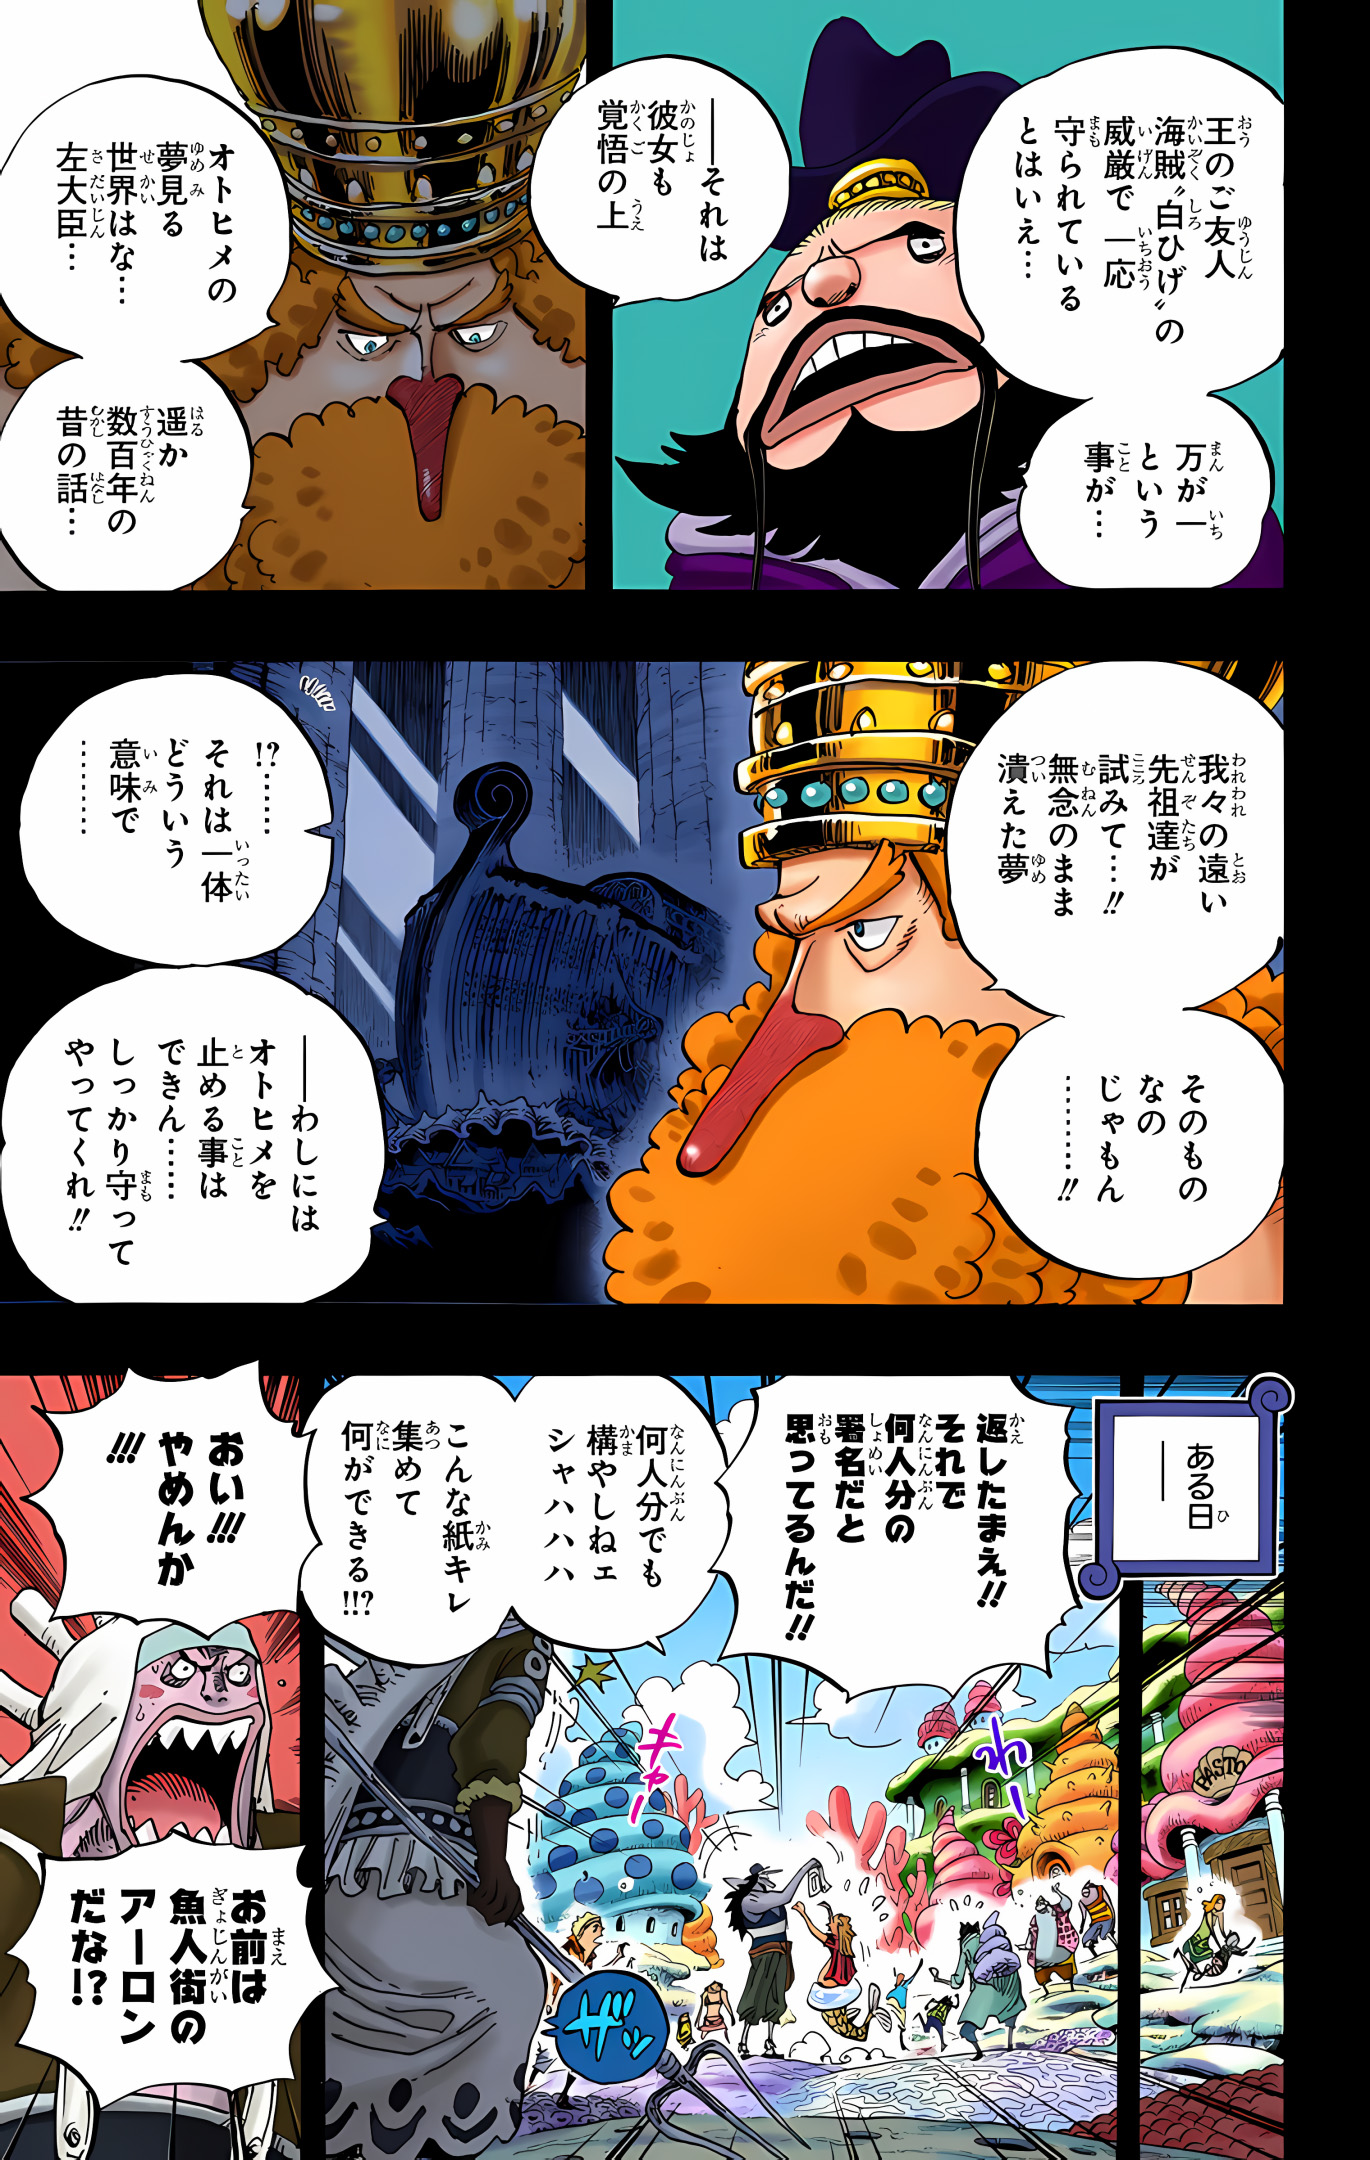 王のご友人
海賊〝白ひげ〟の
威厳で一応
守られている
とはいえ…
万が一
という
事が…
――それは
彼女も
覚悟の上
オトヒメの
夢見る
世界はな…
左大臣…
遥か
数百年の
昔の話…
我々の遠い
先祖達が
試みて…!!
無念のまま
潰えた夢
そのもの
なの
じゃもん
………!!
!?……
それは一体
どういう
意味で
………
――わしには
オトヒメを
止める事は
できん……
しっかり守って
やってくれ!!
ある日
――
返したまえ!!
それで
何人分の
署名だと
思ってるんだ!!
何人分でも
構やしねェ
シャハハハ
こんな紙キレ
集めて
何ができる!!?
わー
キャー
PASTO
ザッ
おい!!!
やめんか
!!!
お前は
魚人街の
アーロン
だな!?